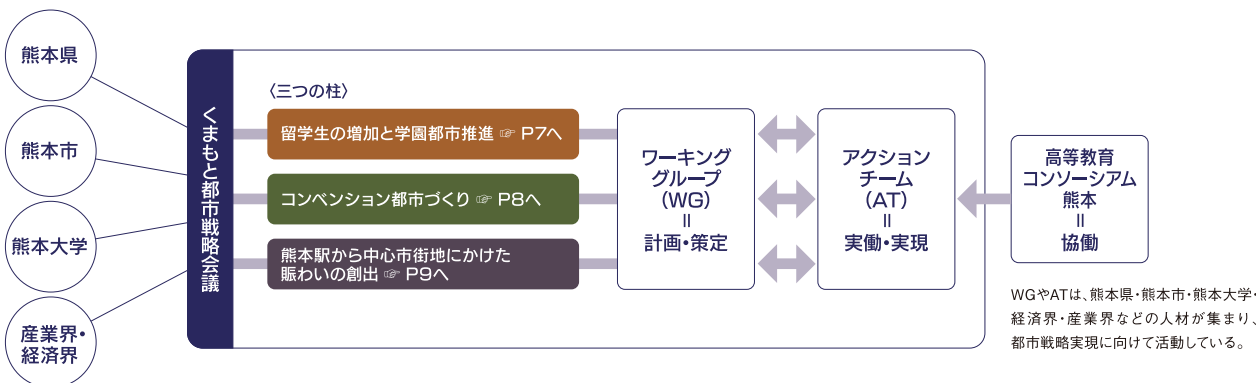 熊本県
熊本市
熊本大学
産業界・
経済界
くまもと都市戦略会議
〈三つの柱〉
留学生の増加と学園都市推進 ☞ P7へ
コンベンション都市づくり ☞ P8へ
熊本駅から中心市街地にかけた
賑わいの創出 ☞ P9へ
ワーキング
グループ
(WG)
=
計画・策定
アクション
チーム
(AT)
=
実働・実現
高等教育
コンソーシアム
熊本
=
協働
WGやATは、熊本県・熊本市・熊本大学・
経済界・産業界などの人材が集まり、
都市戦略実現に向けて活動している。